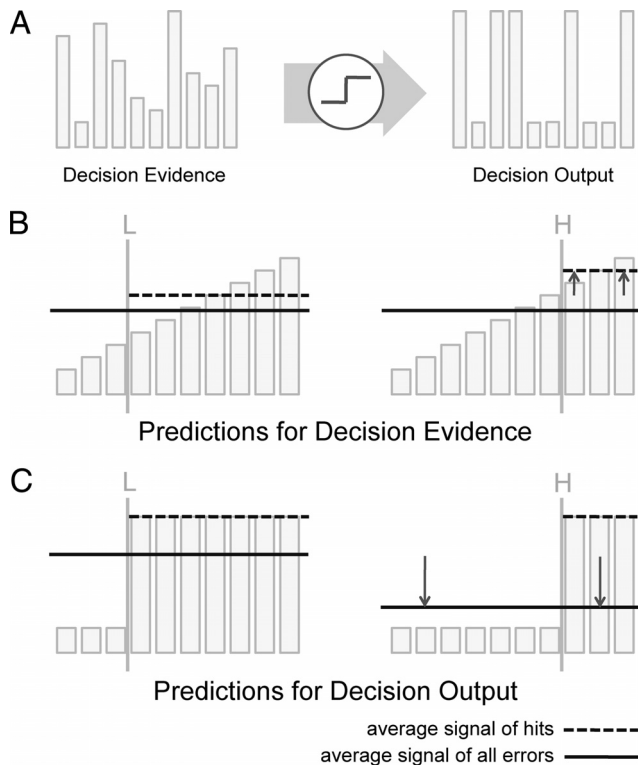 A
Decision Evidence
Decision Output
B
L
H
Predictions for Decision Evidence
C
L
H
Predictions for Decision Output
average signal of hits
average signal of all errors